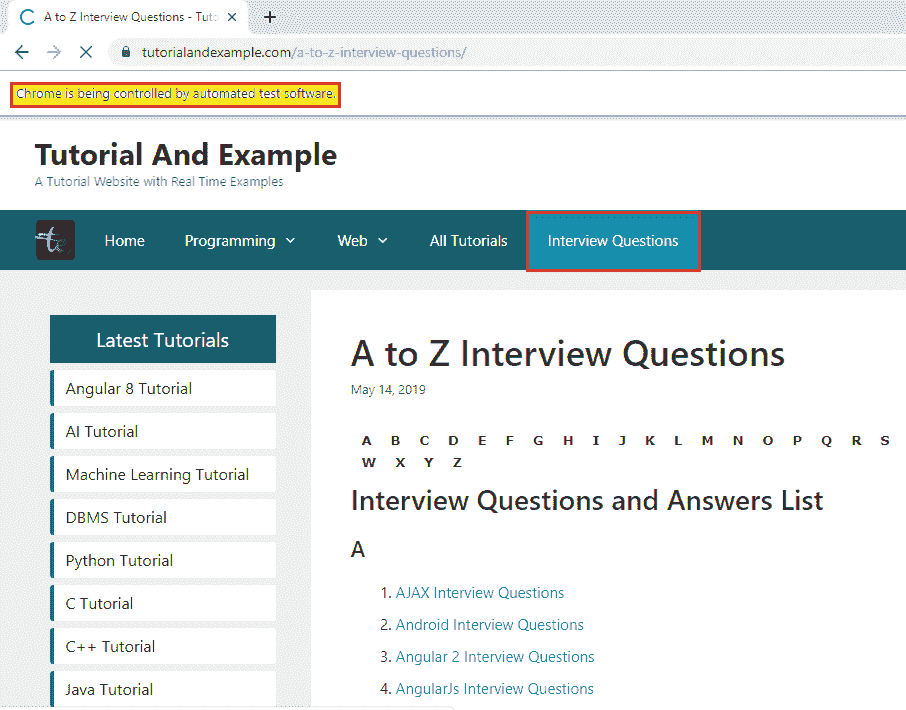 A to Z Interview Questions - Tuto
tutorialandexample.com/a-to-z-interview-questions/
Chrome is being controlled by automated test software.
Tutorial And Example
A Tutorial Website with Real Time Examples
te Home Programming Web All Tutorials Interview Questions
Latest Tutorials
Angular 8 Tutorial
AI Tutorial
Machine Learning Tutorial
DBMS Tutorial
Python Tutorial
C Tutorial
C++ Tutorial
Java Tutorial
A to Z Interview Questions
May 14, 2019
A B C D E F G H I J K L M N O P Q R S
W X Y Z
Interview Questions and Answers List
A
1. AJAX Interview Questions
2. Android Interview Questions
3. Angular 2 Interview Questions
4. AngularJs Interview Questions